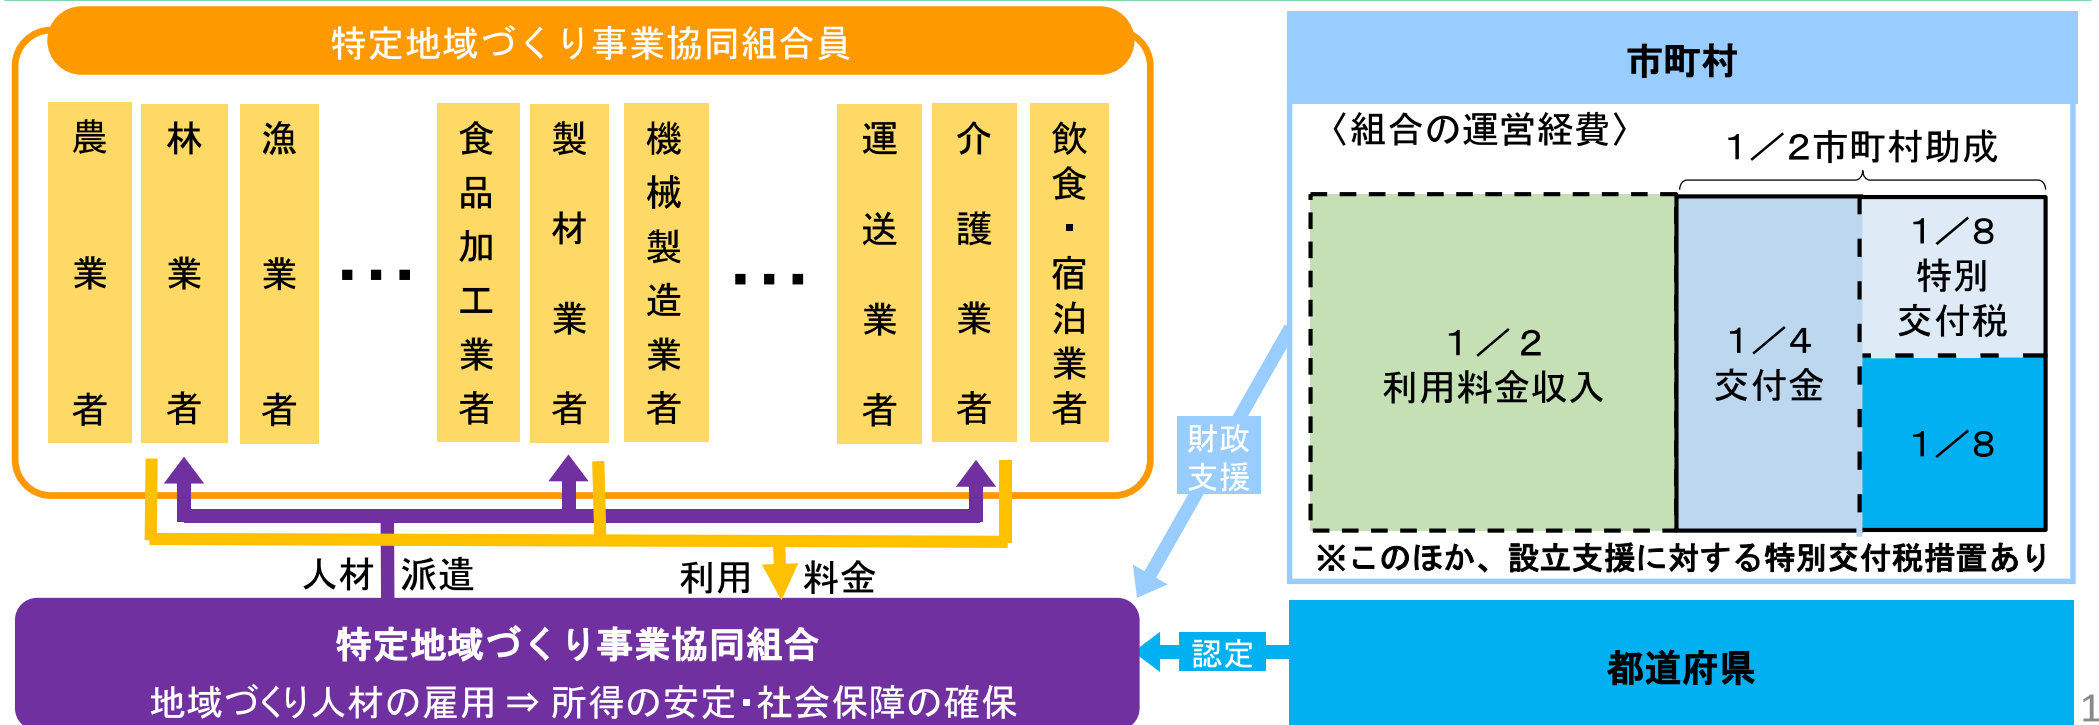 特定地域づくり事業協同組合員
農業者
林業者
漁業者
･･･
食品加工業者
製材業者
機械製造業者
･･･
運送業者
介護業者
飲食・宿泊業者
人材派遣
利用料金
特定地域づくり事業協同組合
地域づくり人材の雇用 ⇒ 所得の安定・社会保障の確保
財政
支援
認定
市町村
〈組合の運営経費〉
1／2市町村助成
1／2
利用料金収入
1／4
交付金
1／8
特別
交付税
1／8
※このほか、設立支援に対する特別交付税措置あり
都道府県
1